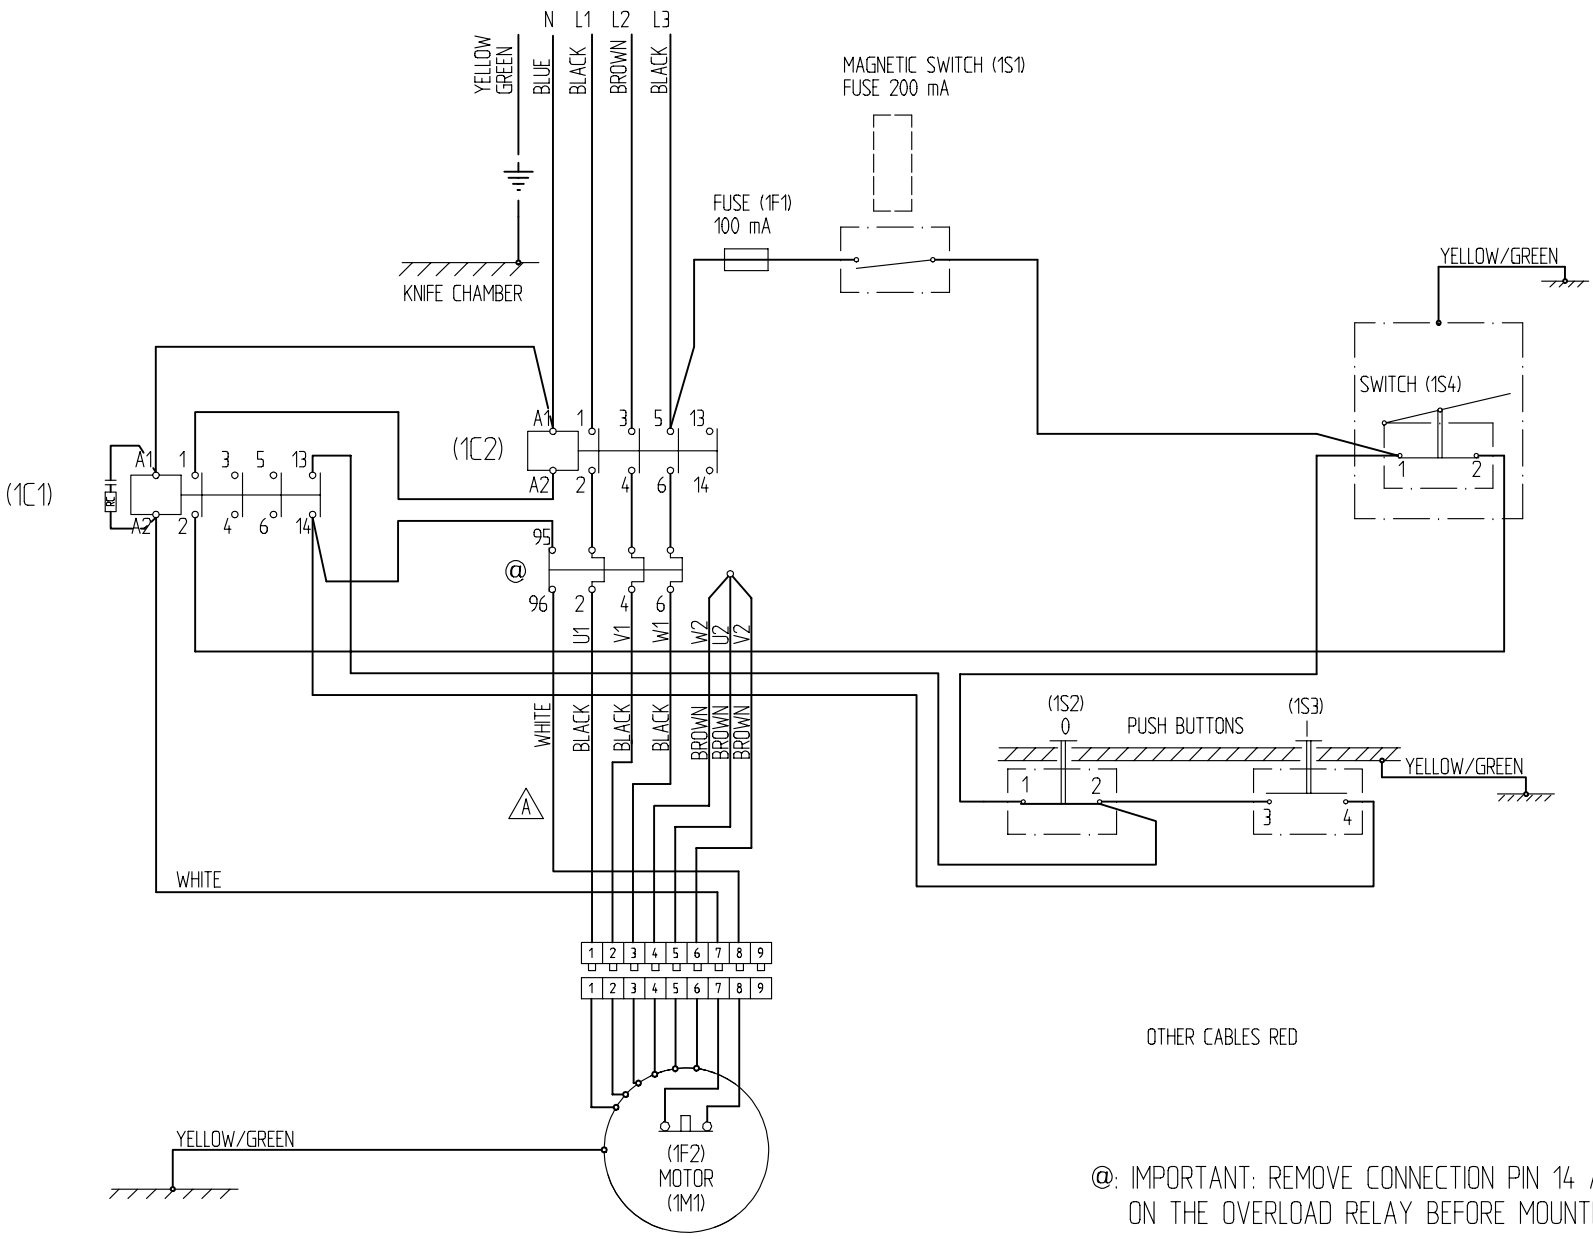 N L1 L2 L3
YELLOW
GREEN
BLUE
BLACK
BROWN
BLACK
MAGNETIC SWITCH (1S1)
FUSE 200 mA
FUSE (1F1)
100 mA
KNIFE CHAMBER
YELLOW/GREEN
SWITCH (1S4)
1 2
(1C2)
A1 1 3 5 13
A2 2 4 6 14
(1C1)
A1 1 3 5 13
RC
A2 2 4 6 14
@
95
96 2 4 6
U1
V1
W1
W2
U2
V2
WHITE
BLACK
BLACK
BLACK
BROWN
BROWN
BROWN
A
(1S2)
0
PUSH BUTTONS
(1S3)
I
1 2
3 4
YELLOW/GREEN
WHITE
1 2 3 4 5 6 7 8 9
1 2 3 4 5 6 7 8 9
OTHER CABLES RED
YELLOW/GREEN
(1F2)
MOTOR
(1M1)
@: IMPORTANT: REMOVE CONNECTION PIN 14
ON THE OVERLOAD RELAY BEFORE